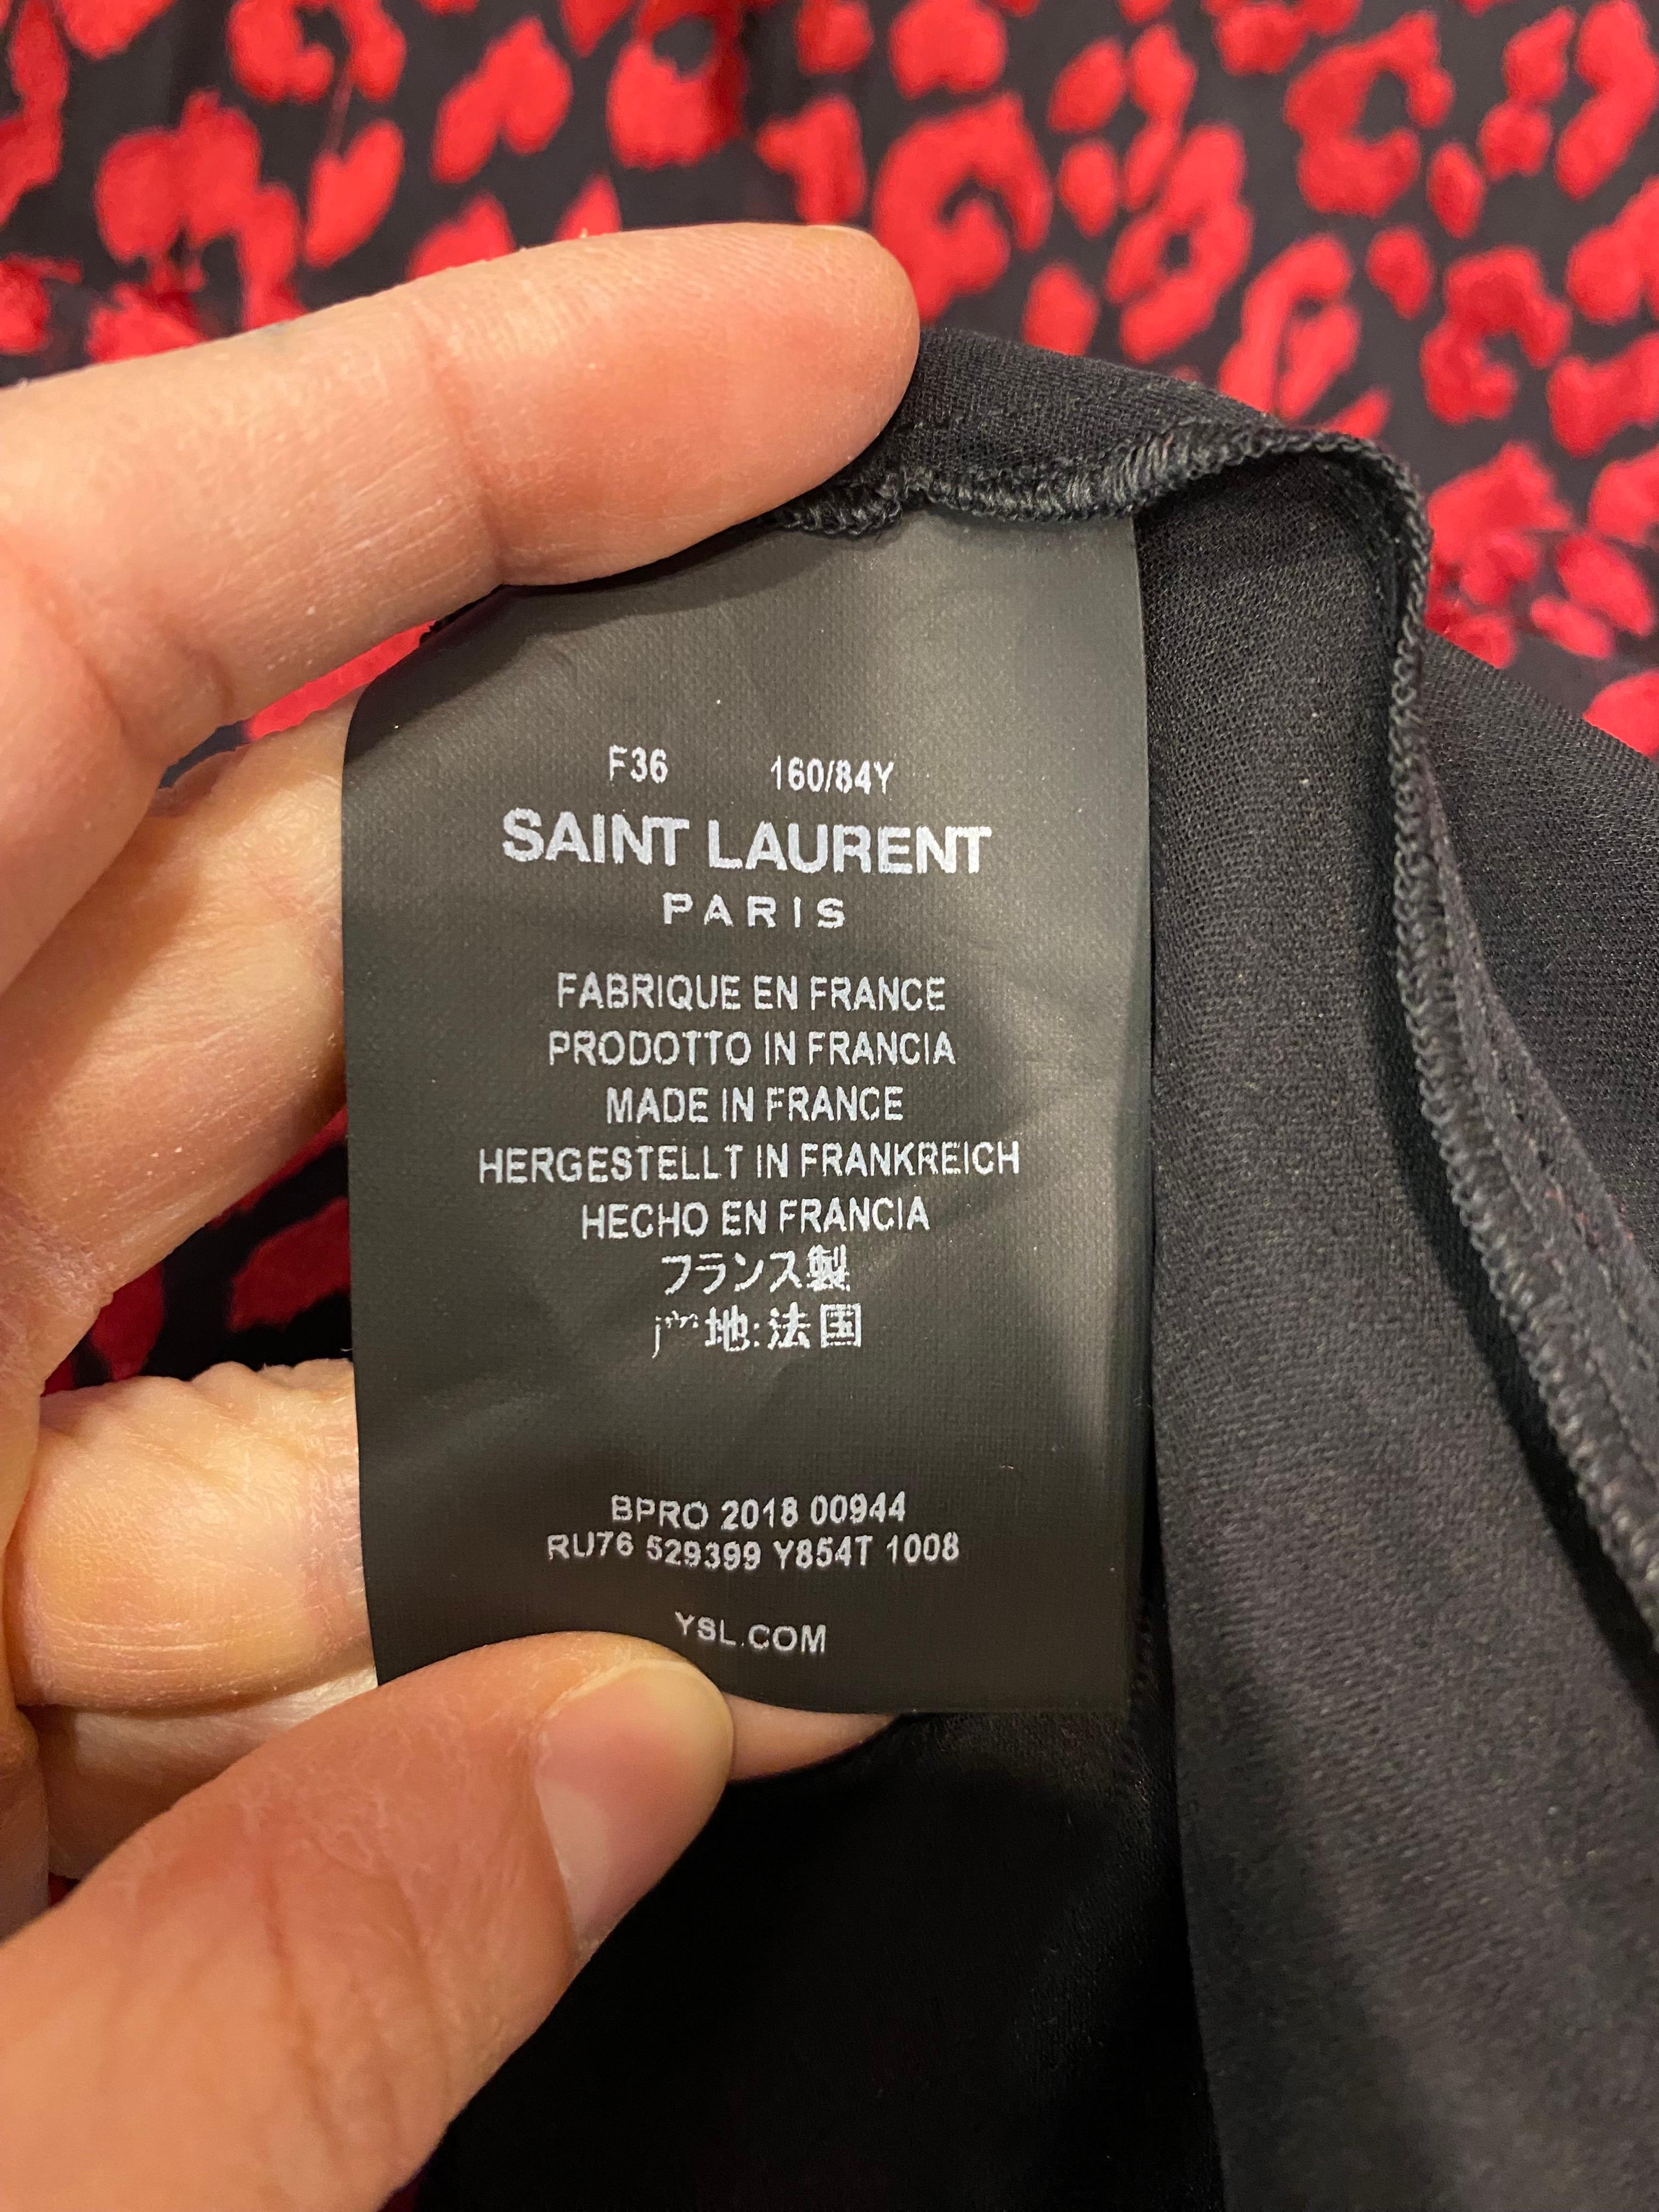 F36 160/84Y
SAINT LAURENT
PARIS
FABRIQUE EN FRANCE
PRODOTTO IN FRANCIA
MADE IN FRANCE
HERGESTELLT IN FRANKREICH
HECHO EN FRANCIA
フランス製
地:法国
BPRO 2018 00944
RU76 529399 Y854T 1008
YSL.COM